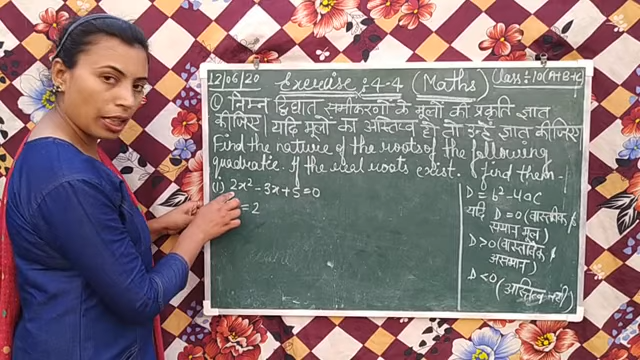 12/06/20 Exercise :- 4.4 (Maths) Class :- 10 (A+B+C)
① निम्न द्विघात समीकरणों के मूलों की प्रकृति ज्ञात
कीजिए। यदि मूलों का अस्तित्व हो तो उन्हें ज्ञात कीजिए
Find the nature of the roots of the following
quadratic. If the real roots exist. find them:-
(i) 2x² - 3x + 5 = 0
= 2
D = b² - 4ac
यदि D = 0 (वास्तविक
समान मूल)
D > 0 (वास्तविक
असमान)
D < 0 (अस्तित्व नहीं)